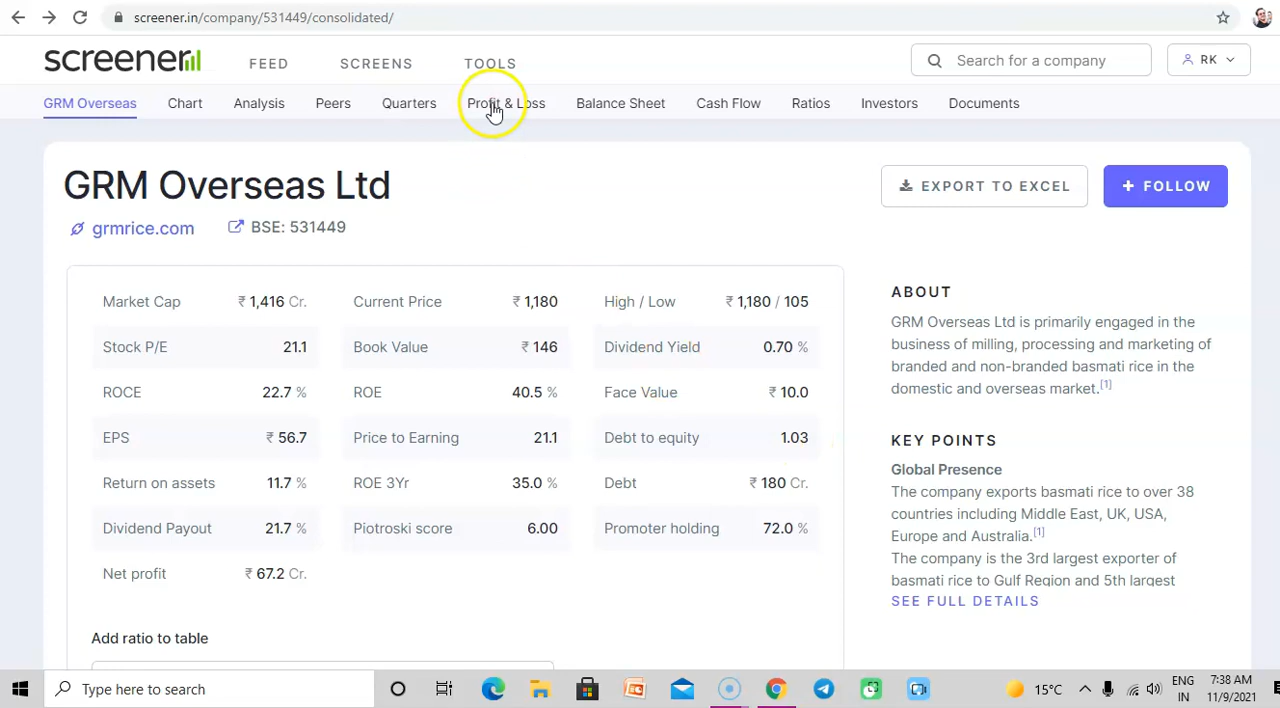 screener.in/company/531449/consolidated/
screener FEED SCREENS TOOLS Search for a company RK
GRM Overseas Chart Analysis Peers Quarters Profit & Loss Balance Sheet Cash Flow Ratios Investors Documents
GRM Overseas Ltd
EXPORT TO EXCEL
+ FOLLOW
grmrice.com BSE: 531449
Market Cap ₹ 1,416 Cr. Current Price ₹ 1,180 High / Low ₹ 1,180 / 105
Stock P/E 21.1 Book Value ₹ 146 Dividend Yield 0.70 %
ROCE 22.7 % ROE 40.5 % Face Value ₹ 10.0
EPS ₹ 56.7 Price to Earning 21.1 Debt to equity 1.03
Return on assets 11.7 % ROE 3Yr 35.0 % Debt ₹ 180 Cr.
Dividend Payout 21.7 % Piotroski score 6.00 Promoter holding 72.0 %
Net profit ₹ 67.2 Cr.
Add ratio to table
ABOUT
GRM Overseas Ltd is primarily engaged in the
business of milling, processing and marketing of
branded and non-branded basmati rice in the
domestic and overseas market.[1]
KEY POINTS
Global Presence
The company exports basmati rice to over 38
countries including Middle East, UK, USA,
Europe and Australia.[1]
The company is the 3rd largest exporter of
basmati rice to Gulf Region and 5th largest
SEE FULL DETAILS
Type here to search
15°C
ENG
IN
7:38 AM
11/9/2021